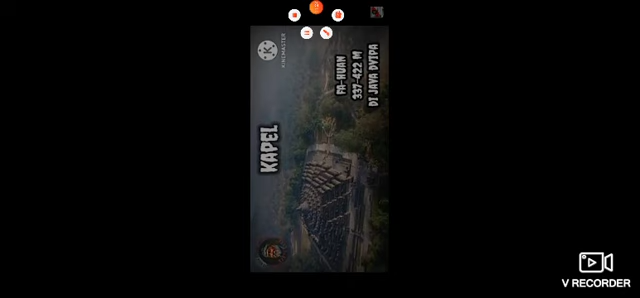 KINEMASTER
KAPEL
FA-HUAN
337-422 M
DI JAVA DVIPA
V RECORDER